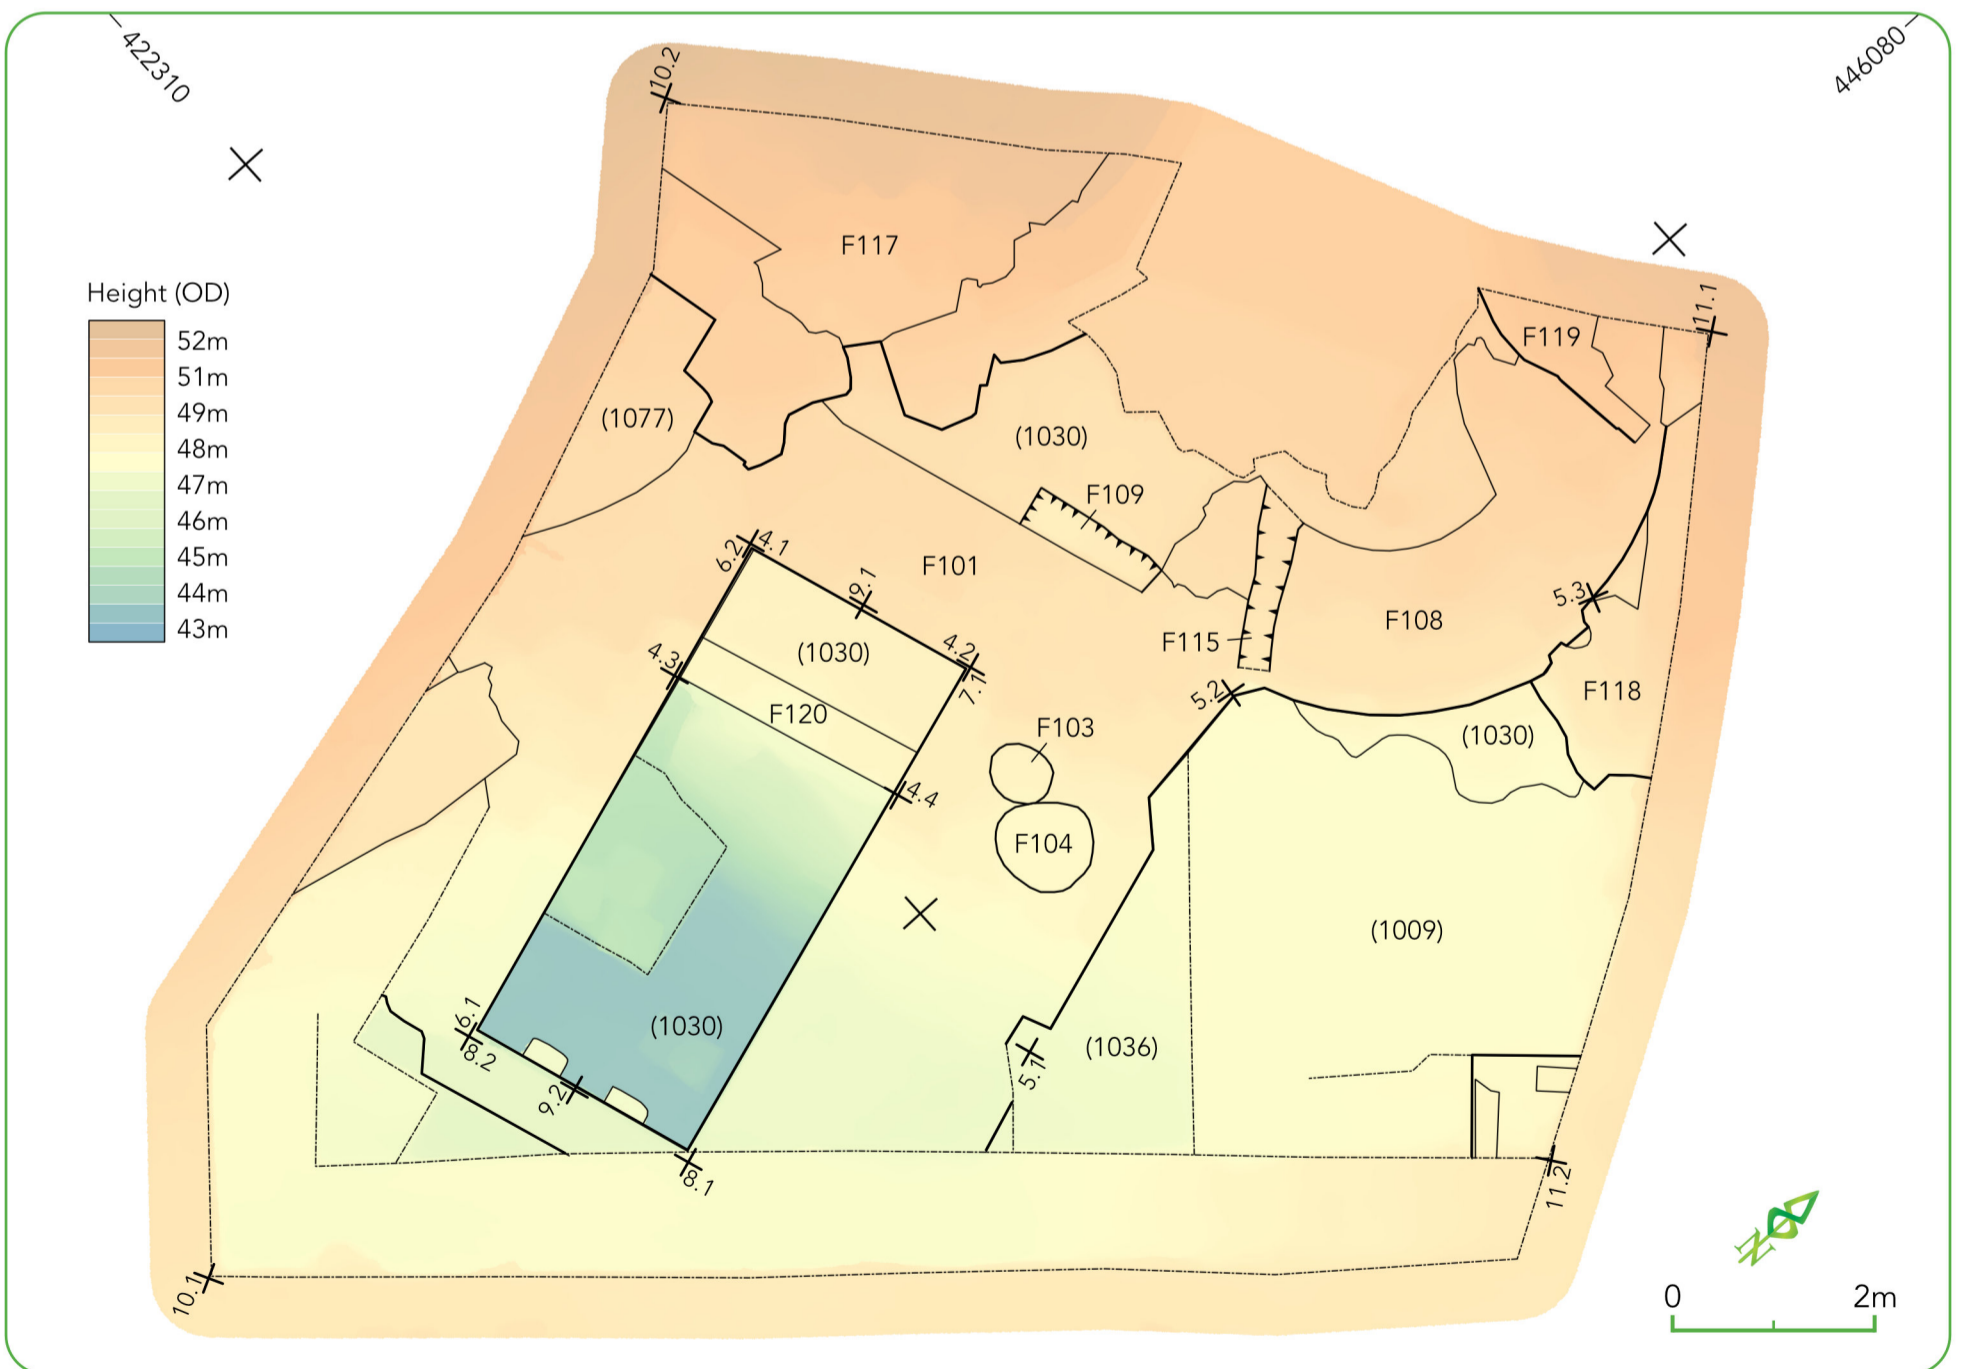 422310
446080
10.2
11.1
F117
F119
Height (OD)
52m
51m
49m
48m
47m
46m
45m
44m
43m
(1077)
(1030)
F109
6.2
4.1
9.1
F101
5.3
F108
F115
4.3
(1030)
4.2
7.1
5.2
F118
F120
F103
(1030)
4.4
F104
(1009)
6.1
8.2
(1030)
(1036)
5.1
9.2
8.1
11.2
N
10.1
0 2m